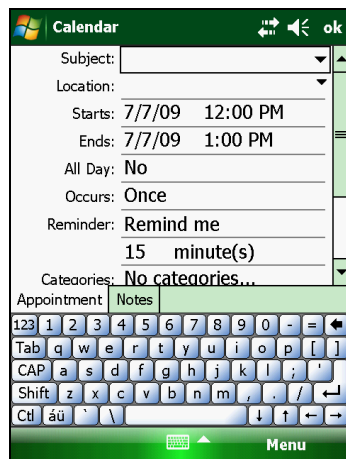 Calendar ok
Subject:
Location:
Starts: 7/7/09 12:00 PM
Ends: 7/7/09 1:00 PM
All Day: No
Occurs: Once
Reminder: Remind me
15 minute(s)
Categories: No categories...
Appointment Notes
123 1 2 3 4 5 6 7 8 9 0 - =
Tab q w e r t y u i o p [ ]
CAP a s d f g h j k l ; '
Shift z x c v b n m , . /
Ctl áü ` \
Menu